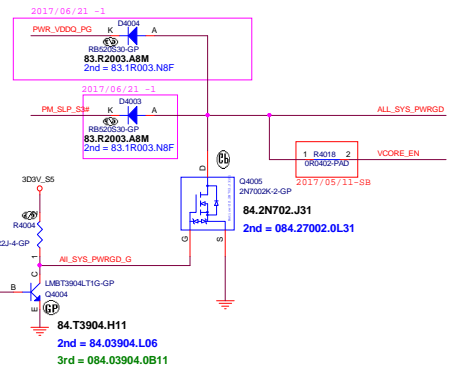 2017/06/21 -1
PWR_VDDQ_PG
K
D4004
A
RB520S30-GP
83.R2003.A8M
2nd = 83.1R003.N8F
2017/06/21 -1
PM_SLP_S3#
K
D4003
A
ALL_SYS_PWRGD
RB520S30-GP
83.R2003.A8M
2nd = 83.1R003.N8F
1 R4018 2
VCORE_EN
0R0402-PAD
2017/05/11-SB
D
3D3V_S5
Q4005
2N7002K-2-GP
84.2N702.J31
2nd = 084.27002.0L31
R4004
2J-4-GP
G
S
1
All_SYS_PWRGD_G
C
LMBT3904LT1G-GP
B
Q4004
E
GP
84.T3904.H11
2nd = 84.03904.L06
3rd = 084.03904.0B11